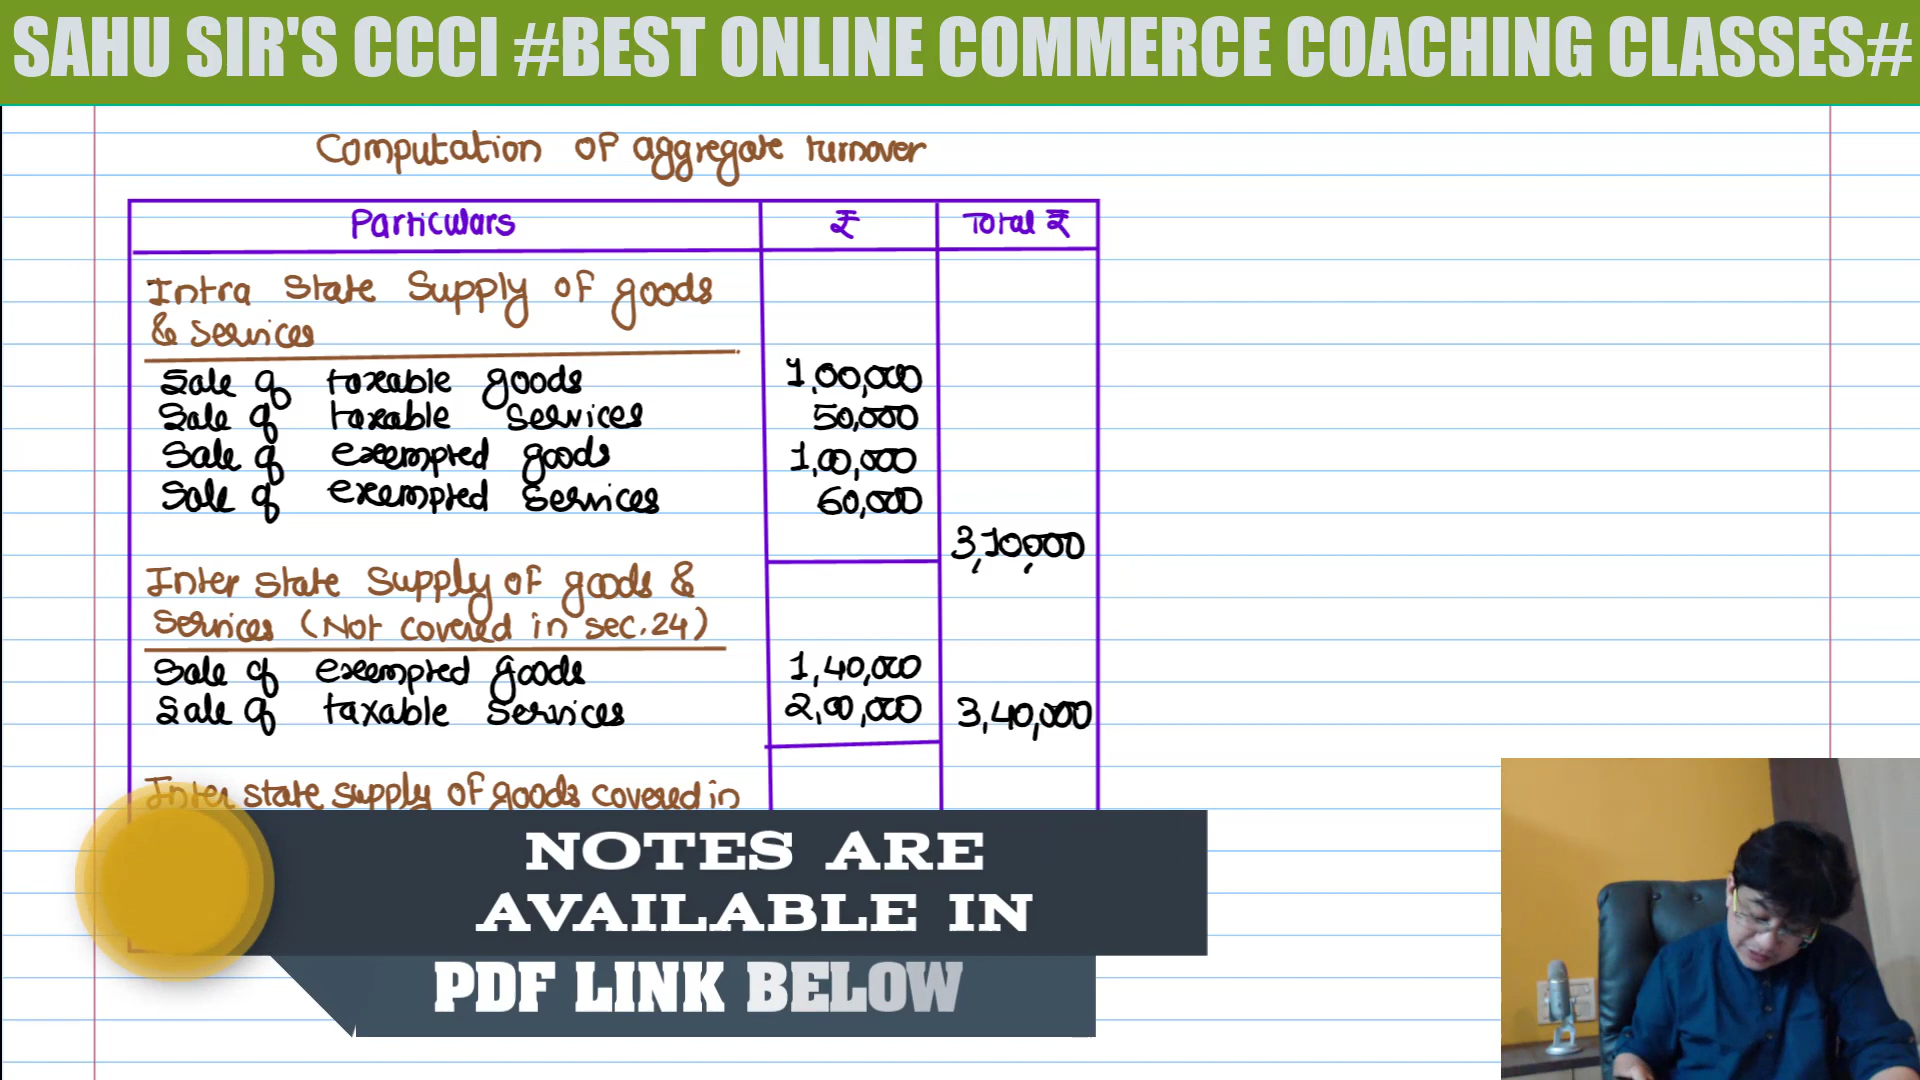 SAHU SIR'S CCCI #BEST ONLINE COMMERCE COACHING CLASSES#
Computation OF aggregate turnover
Particulars ₹ Total ₹
Intra State Supply of goods
& Services
Sale of taxable goods 1,00,000
Sale of taxable Services 50,000
Sale of exempted goods 1,00,000
Sale of exempted Services 60,000
3,10,000
Inter state Supply of goods &
Services (Not covered in sec.24)
Sale of exempted goods 1,40,000
Sale of taxable Services 2,00,000 3,40,000
Inter state supply of goods covered in
NOTES ARE
AVAILABLE IN
PDF LINK BELOW